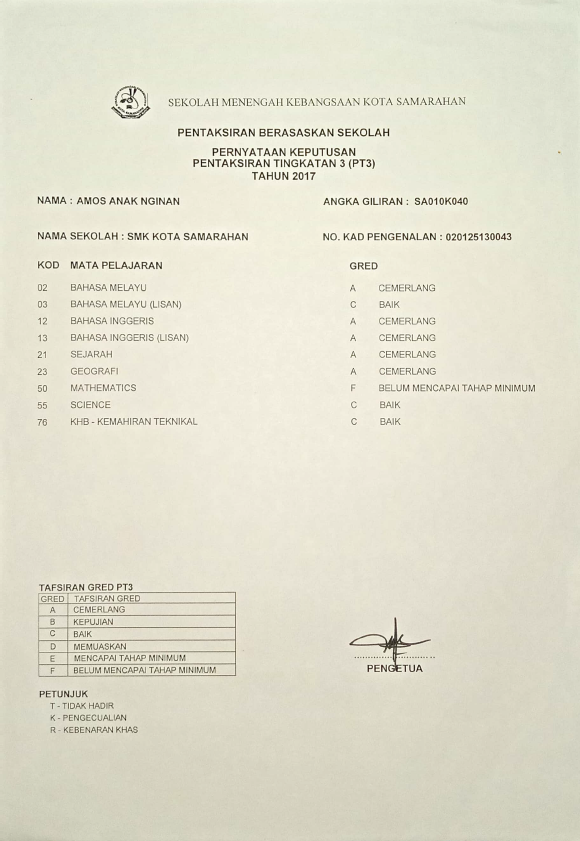 SEKOLAH MENENGAH KEBANGSAAN KOTA SAMARAHAN
PENTAKSIRAN BERASASKAN SEKOLAH
PERNYATAAN KEPUTUSAN
PENTAKSIRAN TINGKATAN 3 (PT3)
TAHUN 2017
NAMA : AMOS ANAK NGINAN ANGKA GILIRAN : SA010K040
NAMA SEKOLAH : SMK KOTA SAMARAHAN NO. KAD PENGENALAN : 020125130043
KOD MATA PELAJARAN GRED
02 BAHASA MELAYU A CEMERLANG
03 BAHASA MELAYU (LISAN) C BAIK
12 BAHASA INGGERIS A CEMERLANG
13 BAHASA INGGERIS (LISAN) A CEMERLANG
21 SEJARAH A CEMERLANG
23 GEOGRAFI A CEMERLANG
50 MATHEMATICS F BELUM MENCAPAI TAHAP MINIMUM
55 SCIENCE C BAIK
76 KHB - KEMAHIRAN TEKNIKAL C BAIK
TAFSIRAN GRED PT3
GRED TAFSIRAN GRED
A CEMERLANG
B KEPUJIAN
C BAIK
D MEMUASKAN
E MENCAPAI TAHAP MINIMUM
F BELUM MENCAPAI TAHAP MINIMUM
PENGETUA
PETUNJUK
T - TIDAK HADIR
K - PENGECUALIAN
R - KEBENARAN KHAS